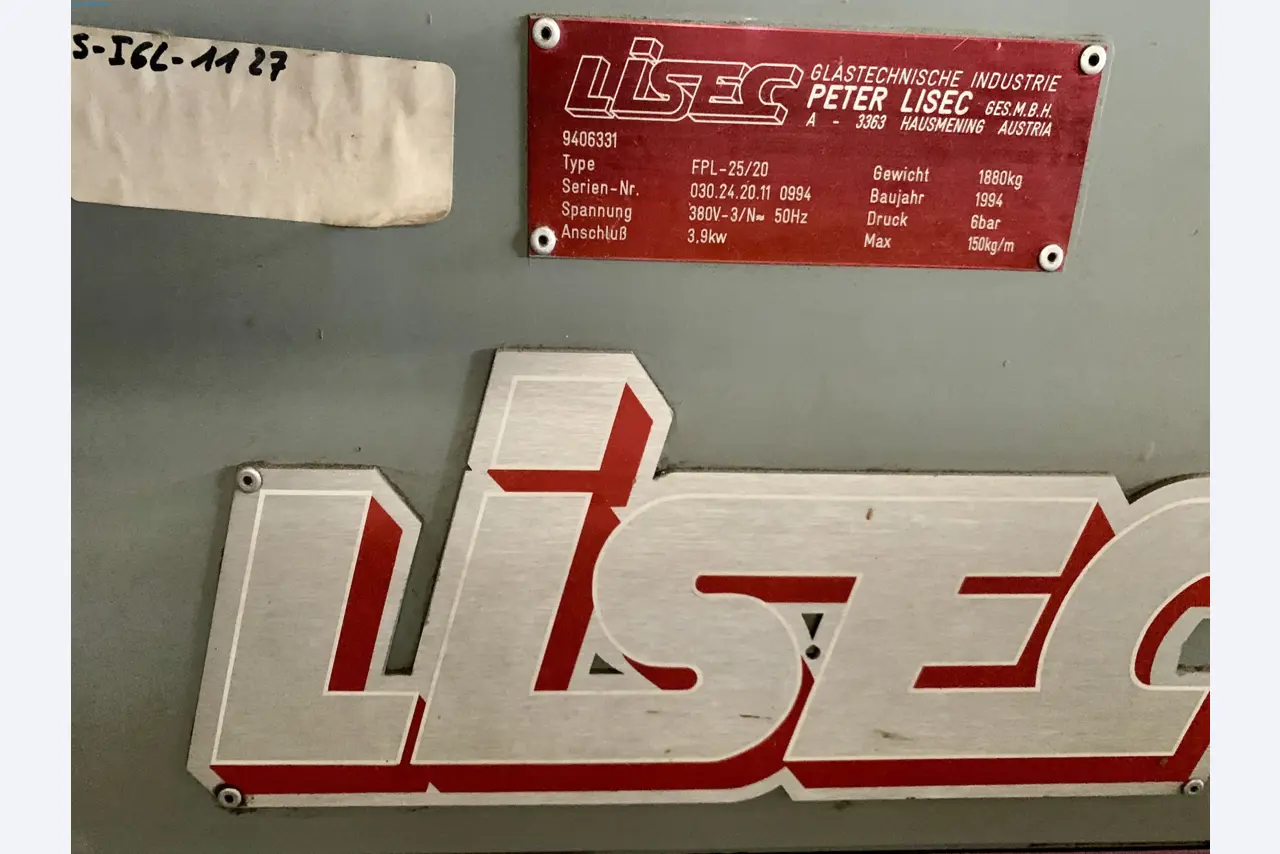 S-IGL-11 27
LISEC
GLASTECHNISCHE INDUSTRIE
PETER LISEC GES.M.B.H.
A - 3363 HAUSMENING AUSTRIA
9406331
Type FPL-25/20 Gewicht 1880kg
Serien-Nr. 030.24.20.11 0994 Baujahr 1994
Spannung 380V-3/N≈ 50Hz Druck 6bar
Anschluß 3,9kw Max 150kg/m
LISEC